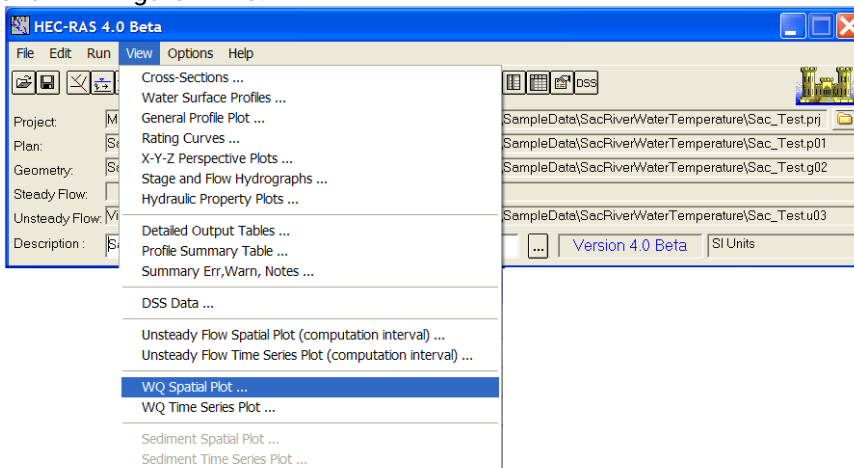 HEC-RAS 4.0 Beta
File Edit Run View Options Help
DSS
Project: M SampleData\SacRiverWaterTemperature\Sac_Test.prj
Plan: Sa SampleData\SacRiverWaterTemperature\Sac_Test.p01
Geometry: Sa SampleData\SacRiverWaterTemperature\Sac_Test.g02
Steady Flow:
Unsteady Flow: Vi SampleData\SacRiverWaterTemperature\Sac_Test.u03
Description : Sa ... Version 4.0 Beta SI Units
Cross-Sections ...
Water Surface Profiles ...
General Profile Plot ...
Rating Curves ...
X-Y-Z Perspective Plots ...
Stage and Flow Hydrographs ...
Hydraulic Property Plots ...
Detailed Output Tables ...
Profile Summary Table ...
Summary Err,Warn, Notes ...
DSS Data ...
Unsteady Flow Spatial Plot (computation interval) ...
Unsteady Flow Time Series Plot (computation interval) ...
WQ Spatial Plot ...
WQ Time Series Plot ...
Sediment Spatial Plot ...
Sediment Time Series Plot ...